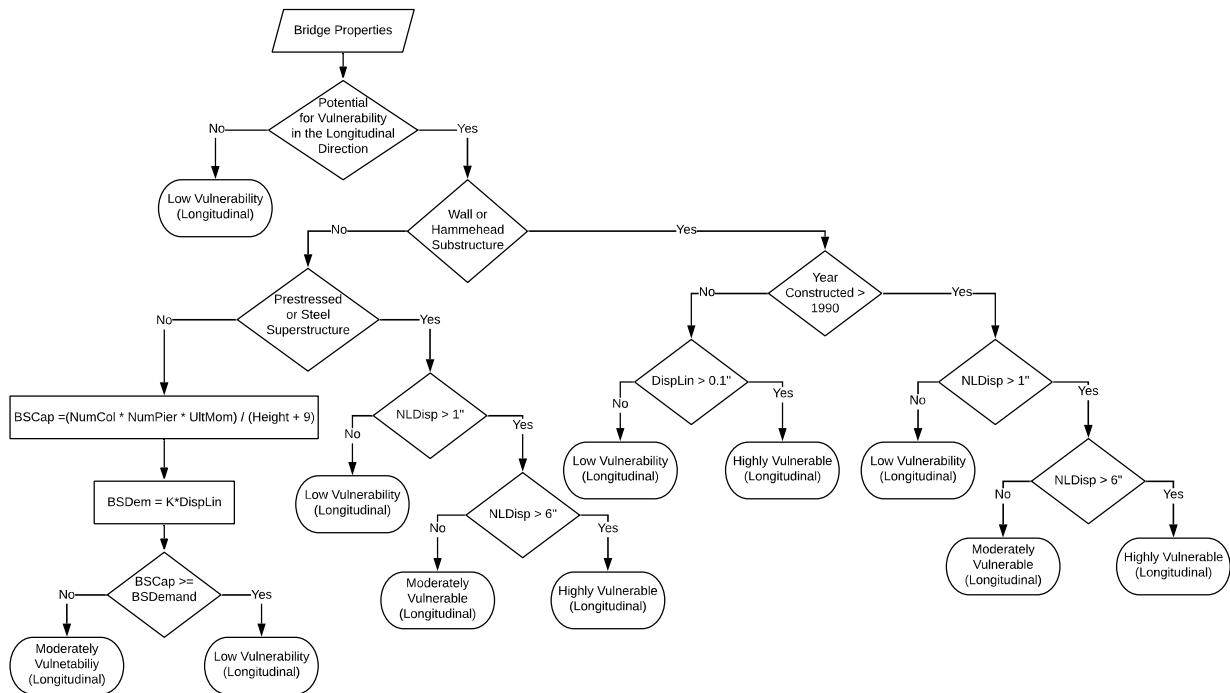 Bridge Properties
Potential
for Vulnerability
in the Longitudinal
Direction
No
Yes
Low Vulnerability
(Longitudinal)
Wall or
Hammehead
Substructure
No
Yes
Year
Constructed >
1990
Prestressed
or Steel
Superstructure
No
Yes
No
Yes
DispLin > 0.1"
NLDisp > 1"
BSCap =(NumCol * NumPier * UltMom) / (Height + 9)
NLDisp > 1"
No
Yes
No
Yes
No
Yes
Low Vulnerability
(Longitudinal)
Highly Vulnerable
(Longitudinal)
Low Vulnerability
(Longitudinal)
NLDisp > 6"
BSDem = K*DispLin
Low Vulnerability
(Longitudinal)
NLDisp > 6"
No
Yes
No
Yes
Moderately
Vulnerable
(Longitudinal)
Highly Vulnerable
(Longitudinal)
BSCap >=
BSDemand
Moderately
Vulnerable
(Longitudinal)
Highly Vulnerable
(Longitudinal)
No
Yes
Moderately
Vulnetabiliy
(Longitudinal)
Low Vulnerability
(Longitudinal)